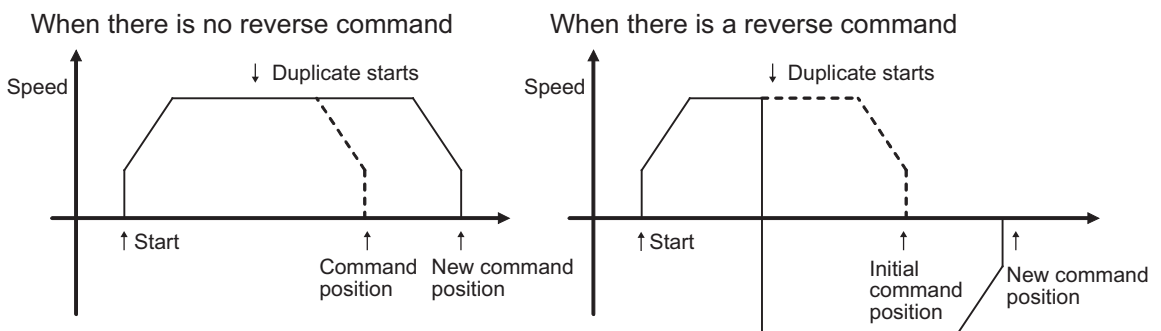 When there is no reverse command
Speed
↓ Duplicate starts
↑ Start
↑
Command
position
↑
New command
position
When there is a reverse command
Speed
↓ Duplicate starts
↑ Start
↑
Initial
command
position
↑
New command
position